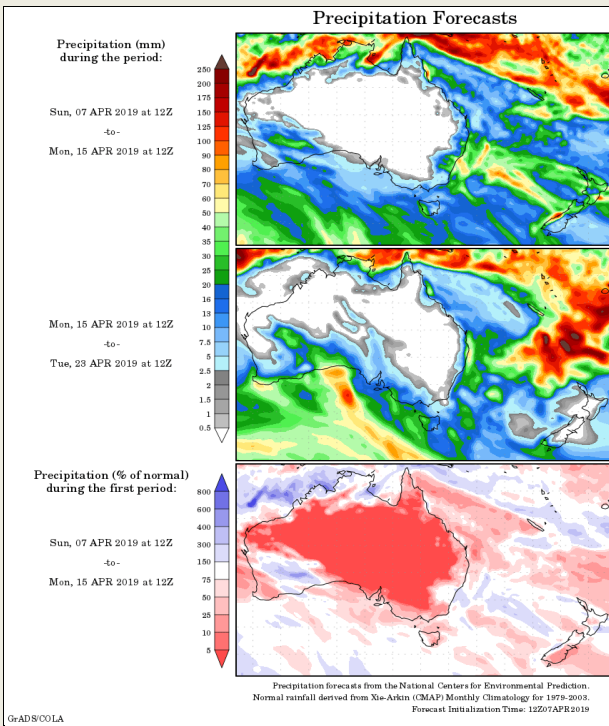 Precipitation Forecasts
Precipitation (mm)
during the period:
Sun, 07 APR 2019 at 12Z
-to-
Mon, 15 APR 2019 at 12Z
250
200
175
150
125
100
90
80
70
60
50
40
35
30
25
20
16
13
10
7.5
5
2.5
2
1.5
1
0.5
Mon, 15 APR 2019 at 12Z
-to-
Tue, 23 APR 2019 at 12Z
Precipitation (% of normal)
during the first period:
Sun, 07 APR 2019 at 12Z
-to-
Mon, 15 APR 2019 at 12Z
800
600
400
300
150
75
50
25
10
5
Precipitation forecasts from the National Centers for Environmental Prediction.
Normal rainfall derived from Xie-Arkin (CMAP) Monthly Climatology for 1979-2003.
Forecast Initialization Time: 12Z07APR2019
GrADS/COLA